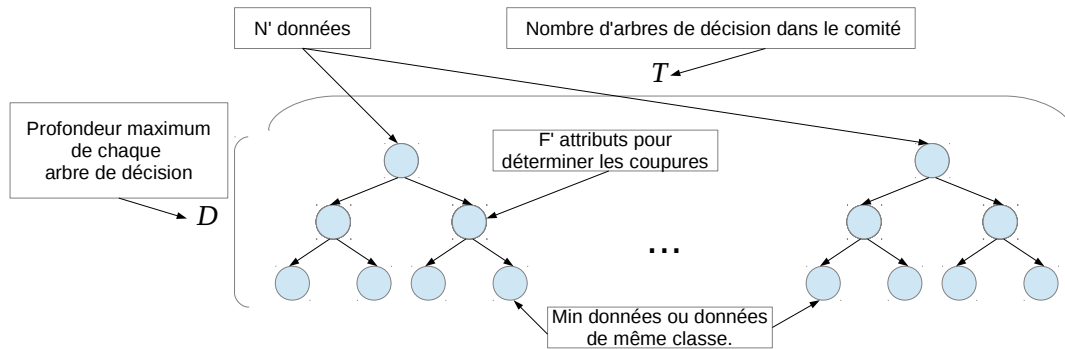 N' données
Nombre d'arbres de décision dans le comité
T
Profondeur maximum
de chaque
arbre de décision
D
F' attributs pour
déterminer les coupures
...
Min données ou données
de même classe.